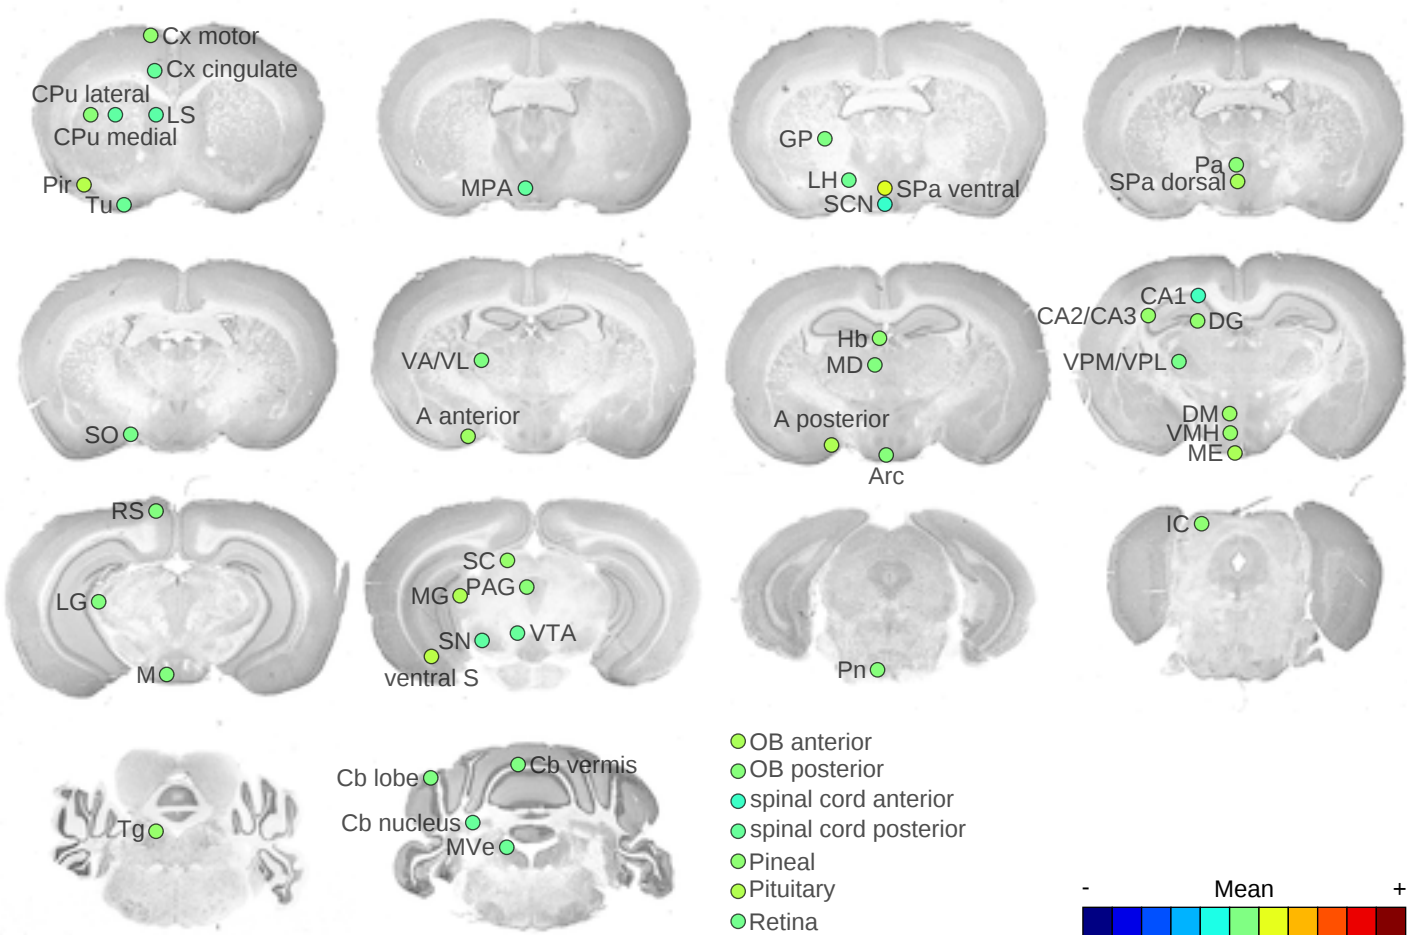 Cx motor
Cx cingulate
CPu lateral
LS
CPu medial
Pir
Tu
MPA
GP
LH
SPa ventral
SCN
Pa
SPa dorsal
SO
VA/VL
A anterior
Hb
MD
A posterior
Arc
CA1
CA2/CA3
DG
VPM/VPL
DM
VMH
ME
RS
LG
M
SC
PAG
MG
SN
VTA
ventral S
Pn
IC
Tg
Cb lobe
Cb vermis
Cb nucleus
MVe
OB anterior
OB posterior
spinal cord anterior
spinal cord posterior
Pineal
Pituitary
Retina
- Mean +